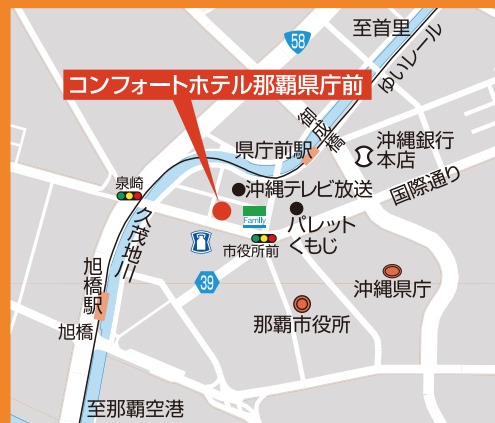 至首里
58
ゆいレール
コンフォートホテル那覇県庁前
御成橋
県庁前駅
沖縄銀行
本店
泉崎
沖縄テレビ放送
国際通り
Family
パレット
くもじ
久茂地川
市役所前
旭橋駅
39
沖縄県庁
那覇市役所
旭橋
至那覇空港